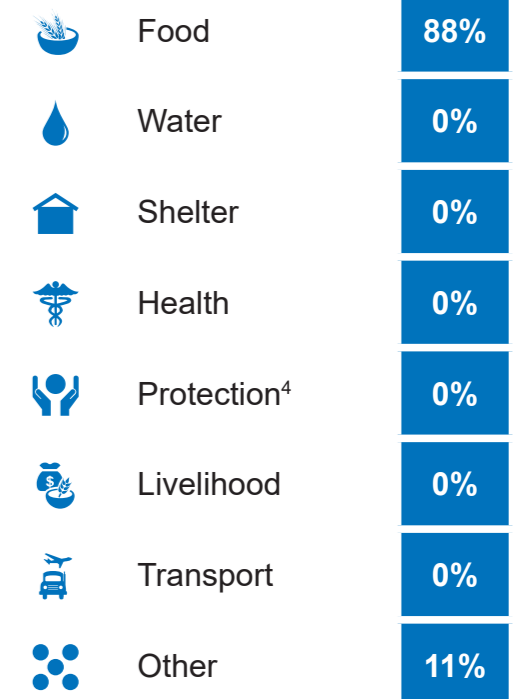 Food 88%
Water 0%
Shelter 0%
Health 0%
Protection⁴ 0%
$ Livelihood 0%
Transport 0%
Other 11%